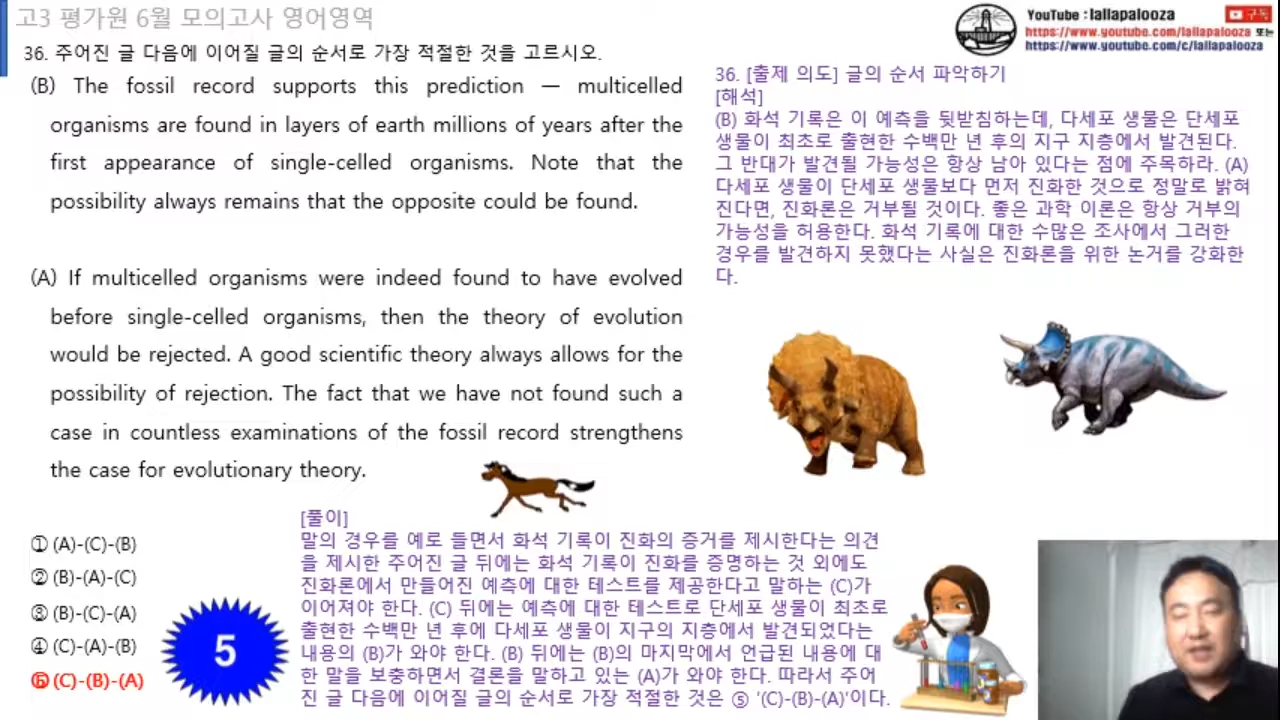 고3 평가원 6월 모의고사 영어영역
YouTube : lallapalooza
구독
https://www.youtube.com/lallapalooza 또는
https://www.youtube.com/c/lallapalooza
36. 주어진 글 다음에 이어질 글의 순서로 가장 적절한 것을 고르시오.
(B) The fossil record supports this prediction — multicelled
organisms are found in layers of earth millions of years after the
first appearance of single-celled organisms. Note that the
possibility always remains that the opposite could be found.
(A) If multicelled organisms were indeed found to have evolved
before single-celled organisms, then the theory of evolution
would be rejected. A good scientific theory always allows for the
possibility of rejection. The fact that we have not found such a
case in countless examinations of the fossil record strengthens
the case for evolutionary theory.
36. [출제 의도] 글의 순서 파악하기
[해석]
(B) 화석 기록은 이 예측을 뒷받침하는데, 다세포 생물은 단세포
생물이 최초로 출현한 수백만 년 후의 지구 지층에서 발견된다.
그 반대가 발견될 가능성은 항상 남아 있다는 점에 주목하라. (A)
다세포 생물이 단세포 생물보다 먼저 진화한 것으로 정말로 밝혀
진다면, 진화론은 거부될 것이다. 좋은 과학 이론은 항상 거부의
가능성을 허용한다. 화석 기록에 대한 수많은 조사에서 그러한
경우를 발견하지 못했다는 사실은 진화론을 위한 논거를 강화한
다.
① (A)-(C)-(B)
② (B)-(A)-(C)
③ (B)-(C)-(A)
④ (C)-(A)-(B)
⑤ (C)-(B)-(A)
5
[풀이]
말의 경우를 예로 들면서 화석 기록이 진화의 증거를 제시한다는 의견
을 제시한 주어진 글 뒤에는 화석 기록이 진화를 증명하는 것 외에도
진화론에서 만들어진 예측에 대한 테스트를 제공한다고 말하는 (C)가
이어져야 한다. (C) 뒤에는 예측에 대한 테스트로 단세포 생물이 최초로
출현한 수백만 년 후에 다세포 생물이 지구의 지층에서 발견되었다는
내용의 (B)가 와야 한다. (B) 뒤에는 (B)의 마지막에서 언급된 내용에 대
한 말을 보충하면서 결론을 말하고 있는 (A)가 와야 한다. 따라서 주어
진 글 다음에 이어질 글의 순서로 가장 적절한 것은 ⑤ '(C)-(B)-(A)'이다.